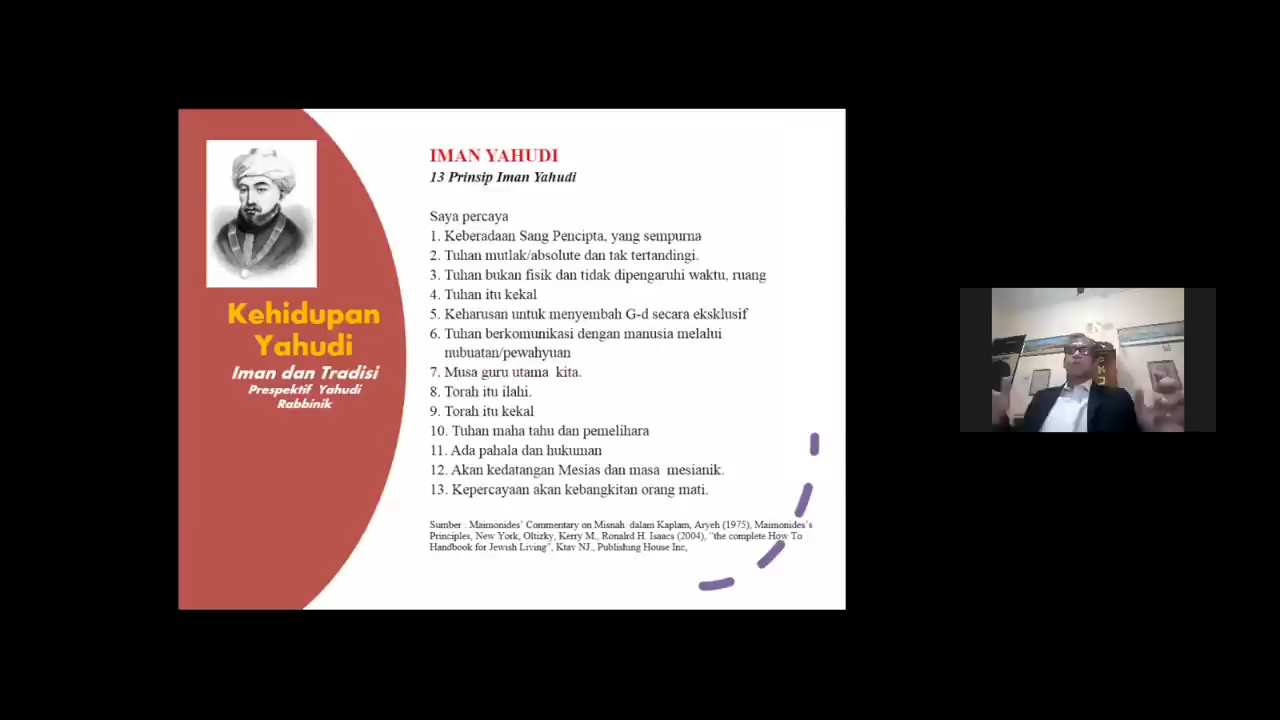 Kehidupan
Yahudi
Iman dan Tradisi
Prespektif Yahudi
Rabbinik
IMAN YAHUDI
13 Prinsip Iman Yahudi
Saya percaya
1. Keberadaan Sang Pencipta, yang sempurna
2. Tuhan mutlak/absolute dan tak tertandingi.
3. Tuhan bukan fisik dan tidak dipengaruhi waktu, ruang
4. Tuhan itu kekal
5. Keharusan untuk menyembah G-d secara eksklusif
6. Tuhan berkomunikasi dengan manusia melalui
nubuatan/pewahyuan
7. Musa guru utama kita.
8. Torah itu ilahi.
9. Torah itu kekal
10. Tuhan maha tahu dan pemelihara
11. Ada pahala dan hukuman
12. Akan kedatangan Mesias dan masa mesianik.
13. Kepercayaan akan kebangkitan orang mati.
Sumber : Maimonides’ Commentary on Misnah dalam Kaplam, Aryeh (1975), Maimonides’s
Principles, New York, Oltizky, Kerry M., Ronalrd H. Isaacs (2004), “the complete How To
Handbook for Jewish Living”, Ktav NJ., Publishing House Inc,